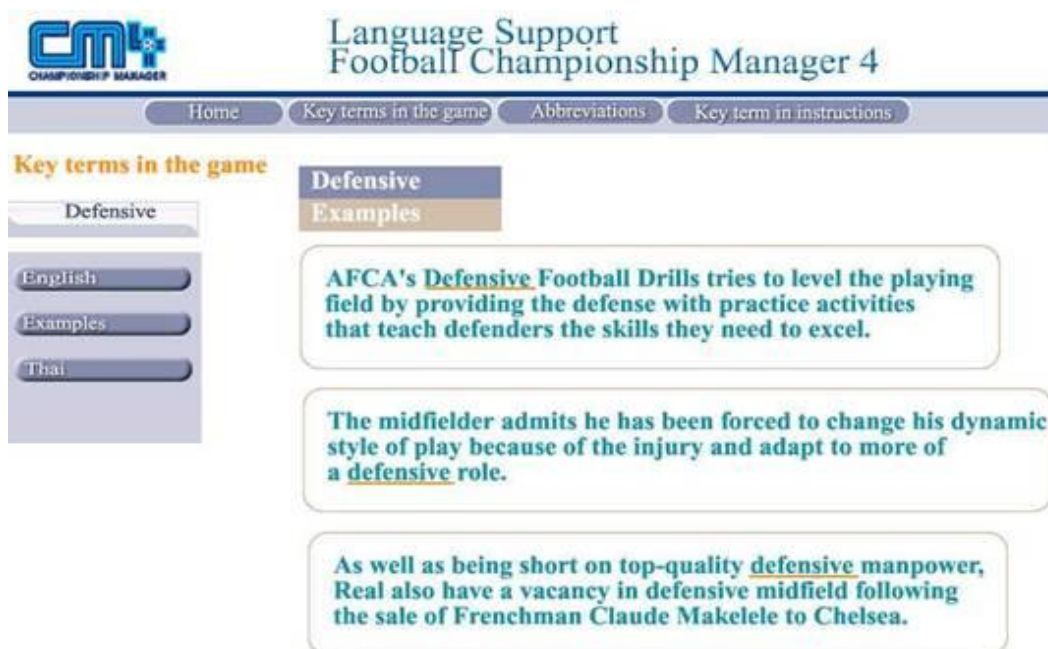 CM4
CHAMPIONSHIP MANAGER
Language Support
Football Championship Manager 4
Home
Key terms in the game
Abbreviations
Key term in instructions
Key terms in the game
Defensive
English
Examples
Thai
Defensive
Examples
AFCA's Defensive Football Drills tries to level the playing
field by providing the defense with practice activities
that teach defenders the skills they need to excel.
The midfielder admits he has been forced to change his dynamic
style of play because of the injury and adapt to more of
a defensive role.
As well as being short on top-quality defensive manpower,
Real also have a vacancy in defensive midfield following
the sale of Frenchman Claude Makelele to Chelsea.